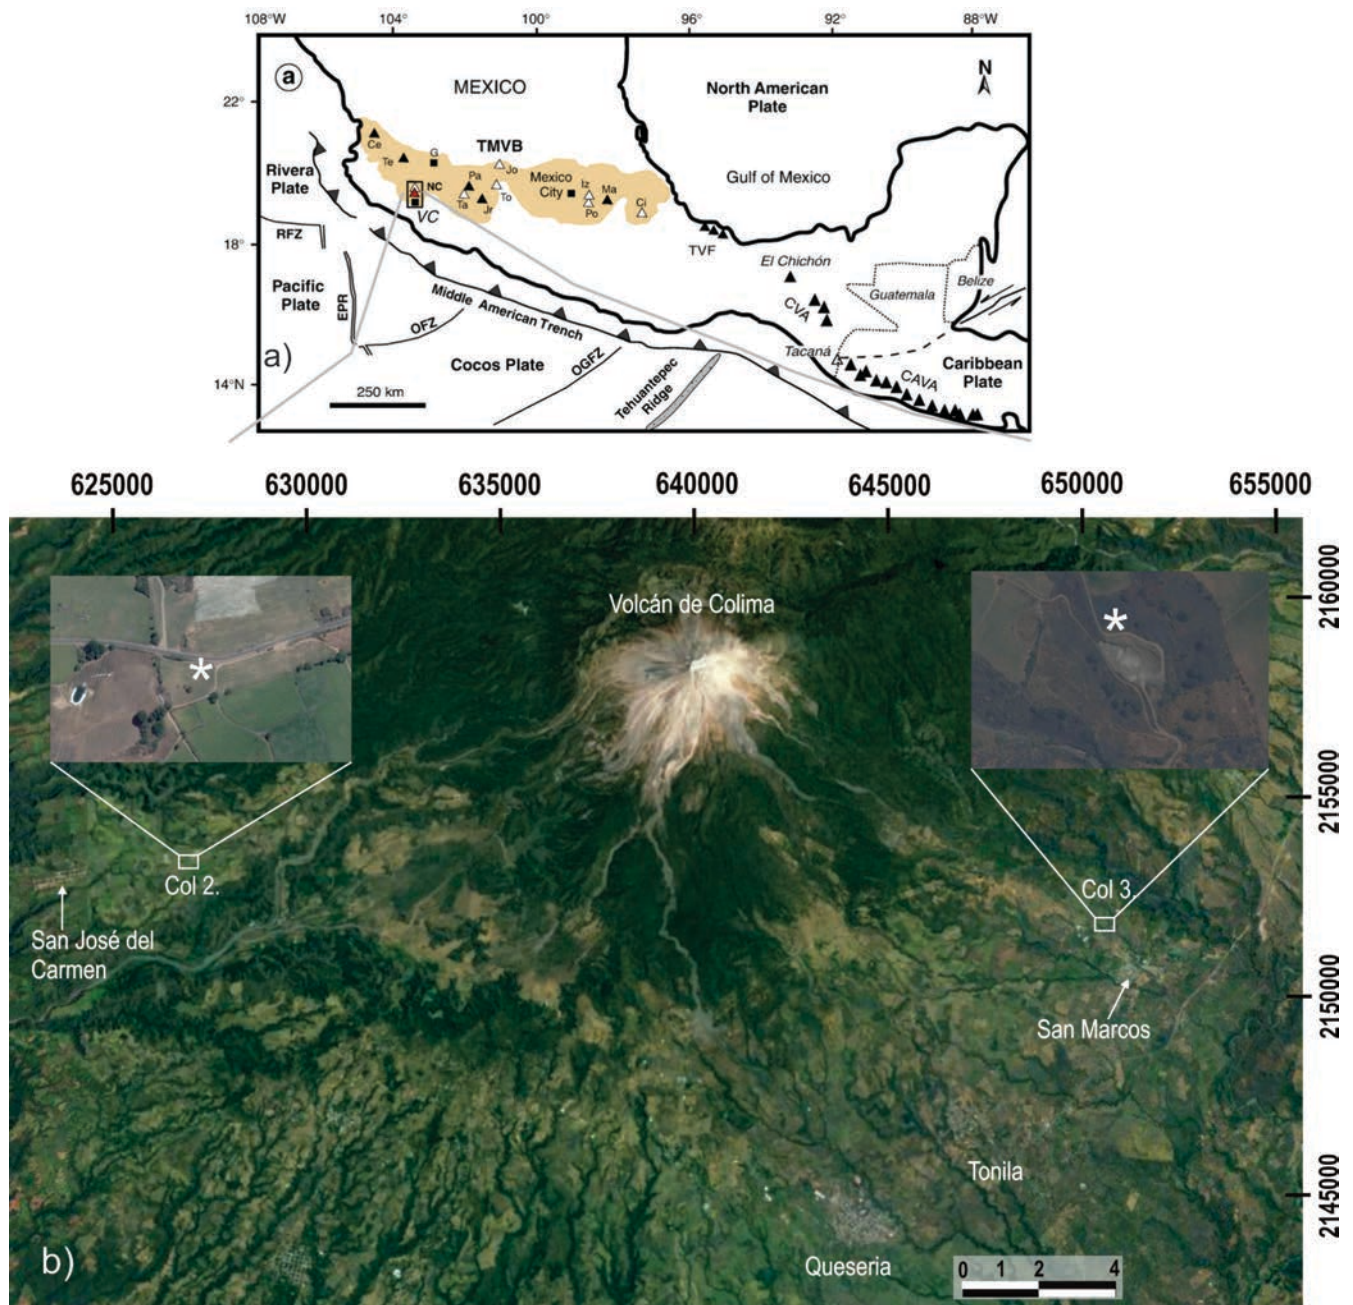 108°W 104° 100° 96° 92° 88°W
a
MEXICO
North American
Plate
N
22°
Ce
Te
G
TMVB
Jo
Rivera
Plate
NC
Pa
Ta
Jr
To
Mexico
City
Iz
Po
Ma
Ci
Gulf of Mexico
VC
RFZ
18°
TVF
El Chichón
Pacific
Plate
EPR
OFZ
Middle American Trench
CVA
Guatemala
Belize
a)
Cocos Plate
OGFZ
Tehuantepec
Ridge
Tacaná
CAVA
Caribbean
Plate
14°N
250 km
625000 630000 635000 640000 645000 650000 655000
2160000
Volcán de Colima
*
*
2155000
Col 2.
Col 3.
San José del
Carmen
2150000
San Marcos
Tonila
2145000
b)
Queseria
0 1 2 4